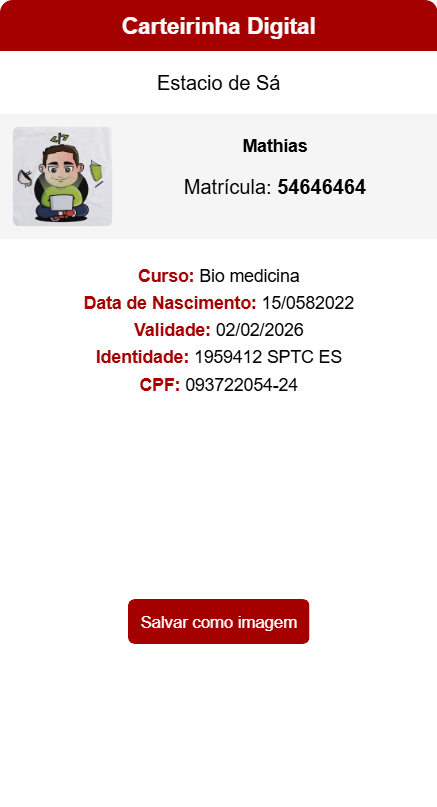 Carteirinha Digital
Estacio de Sá
Mathias
Matrícula: 54646464
Curso: Bio medicina
Data de Nascimento: 15/0582022
Validade: 02/02/2026
Identidade: 1959412 SPTC ES
CPF: 093722054-24
Salvar como imagem